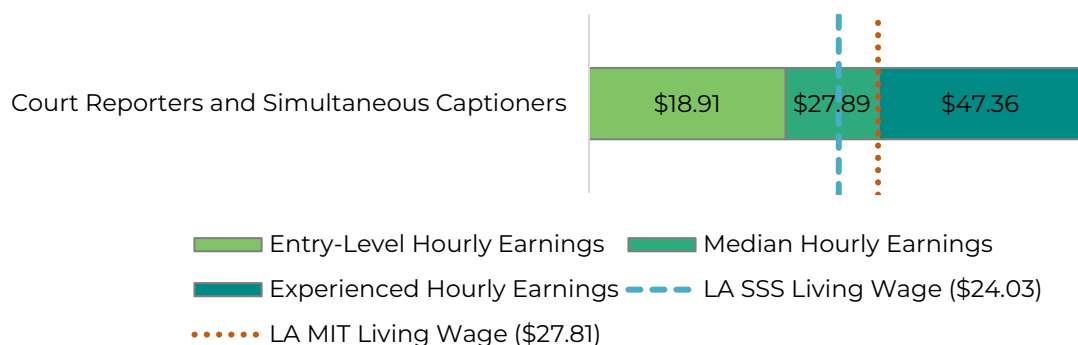 Court Reporters and Simultaneous Captioners $18.91 $27.89 $47.36
Entry-Level Hourly Earnings Median Hourly Earnings
Experienced Hourly Earnings LA SSS Living Wage ($24.03)
LA MIT Living Wage ($27.81)